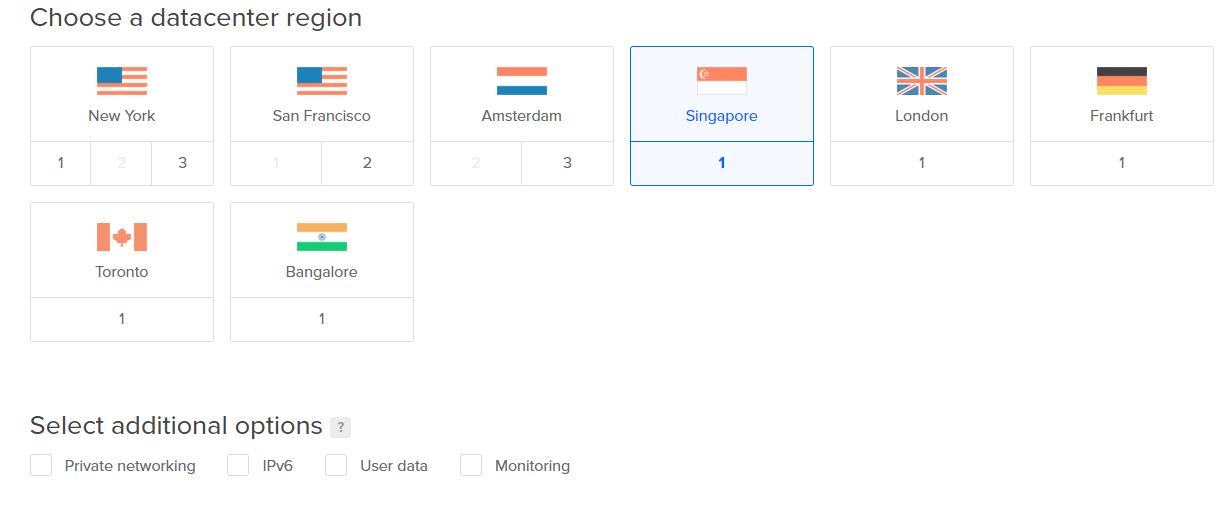 Choose a datacenter region
New York San Francisco Amsterdam Singapore London Frankfurt
1 2 3 1 2 2 3 1 1 1
Toronto Bangalore
1 1
Select additional options ?
Private networking IPv6 User data Monitoring